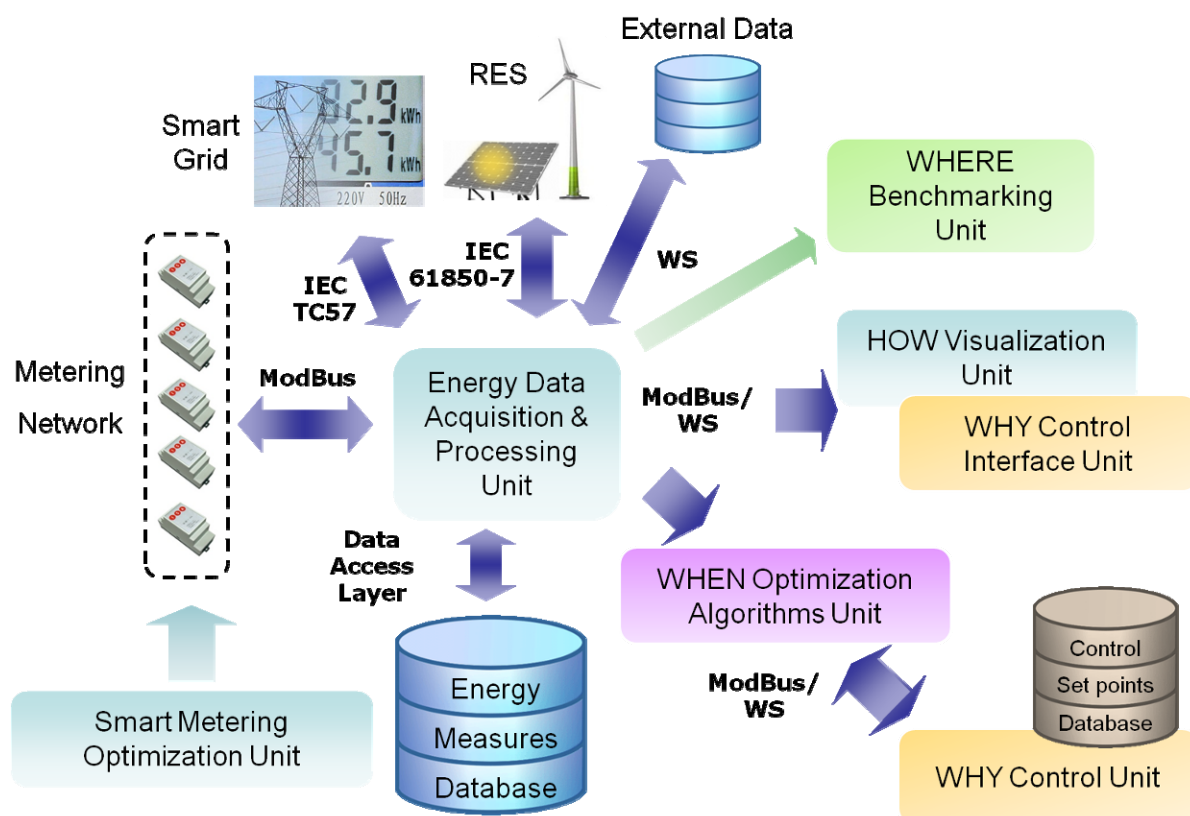 External Data
RES
Smart
Grid
82.9 kWh
45.7 kWh
220V 50Hz
WHERE
Benchmarking
Unit
IEC
61850-7
WS
IEC
TC57
Metering
Network
ModBus
Energy Data
Acquisition &
Processing
Unit
ModBus/
WS
HOW Visualization
Unit
WHY Control
Interface Unit
Data
Access
Layer
WHEN Optimization
Algorithms Unit
Control
Set points
Database
ModBus/
WS
Smart Metering
Optimization Unit
Energy
Measures
Database
WHY Control Unit